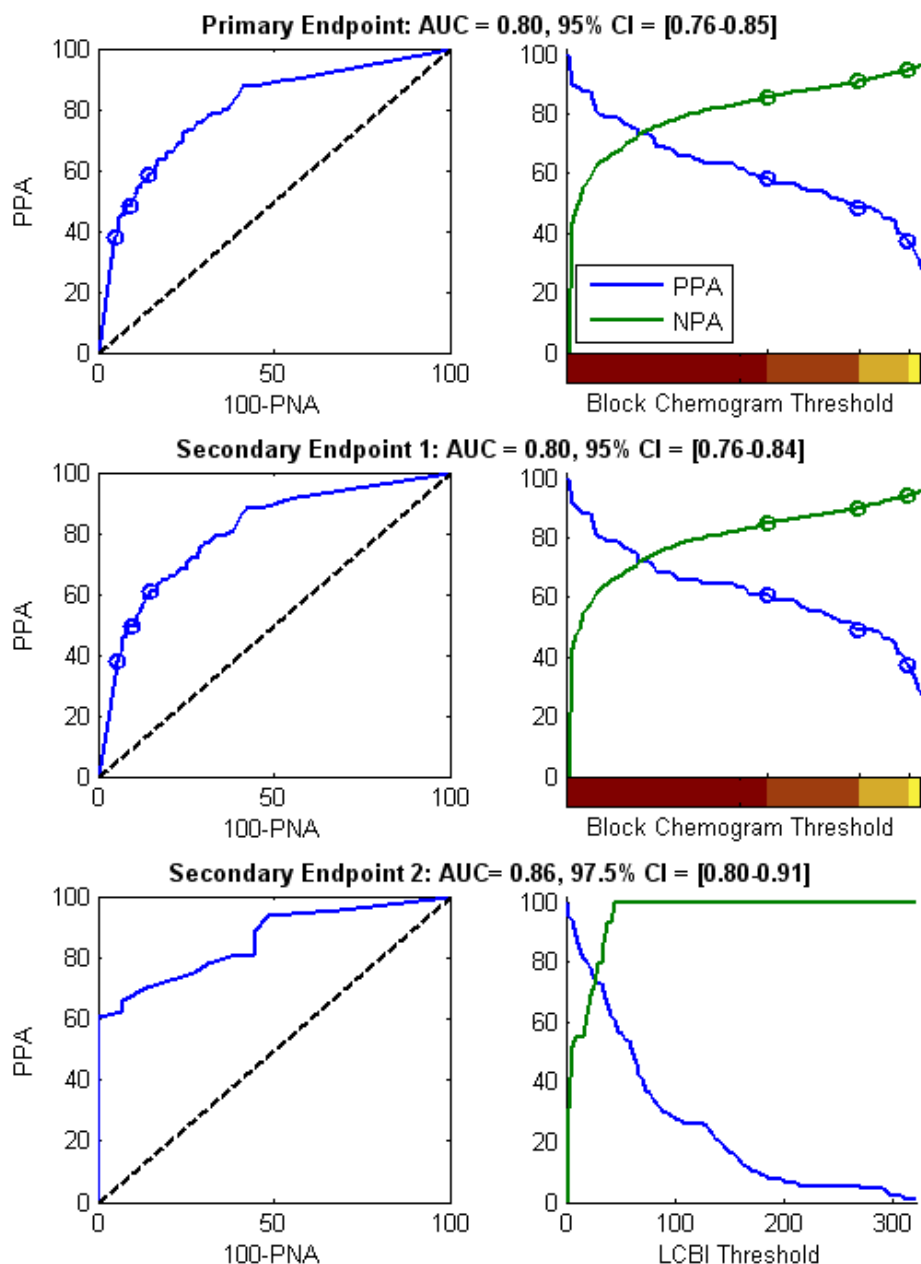 Primary Endpoint: AUC = 0.80, 95% CI = [0.76-0.85]
100
80
60
40
20
0
PPA
0 50 100
100-PNA
100
80
60
40
20
0
PPA
NPA
Block Chemogram Threshold
Secondary Endpoint 1: AUC = 0.80, 95% CI = [0.76-0.84]
100
80
60
40
20
0
PPA
0 50 100
100-PNA
100
80
60
40
20
0
Block Chemogram Threshold
Secondary Endpoint 2: AUC= 0.86, 97.5% CI = [0.80-0.91]
100
80
60
40
20
0
PPA
0 50 100
100-PNA
100
80
60
40
20
0
0 100 200 300
LCBI Threshold